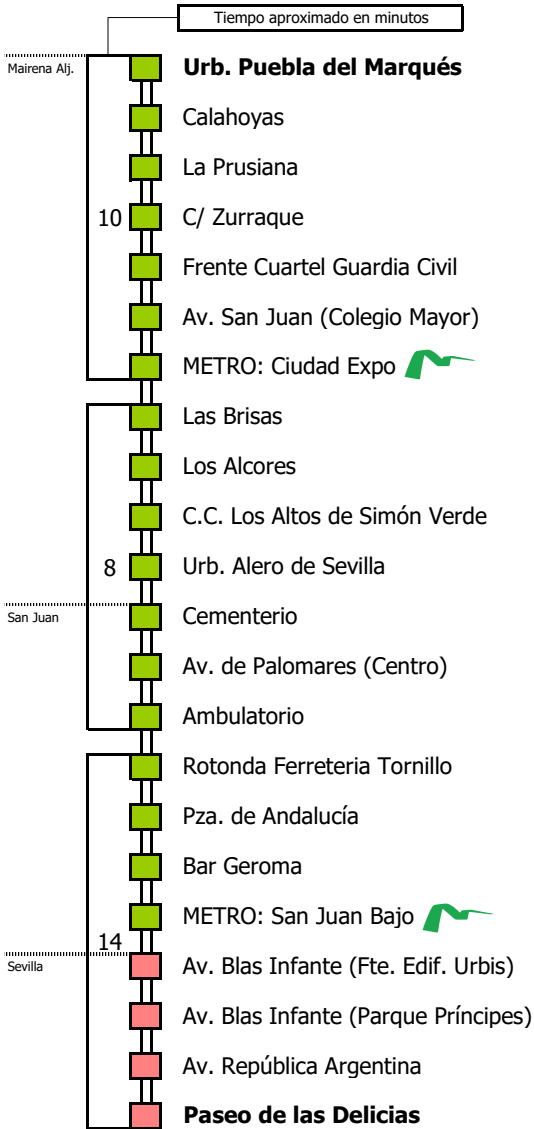 Tiempo aproximado en minutos
Mairena Alj.
Urb. Puebla del Marqués
Calahoyas
La Prusiana
10
C/ Zurraque
Frente Cuartel Guardia Civil
Av. San Juan (Colegio Mayor)
METRO: Ciudad Expo
Las Brisas
Los Alcores
C.C. Los Altos de Simón Verde
8
Urb. Alero de Sevilla
San Juan
Cementerio
Av. de Palomares (Centro)
Ambulatorio
Rotonda Ferreteria Tornillo
Pza. de Andalucía
Bar Geroma
METRO: San Juan Bajo
14
Sevilla
Av. Blas Infante (Fte. Edif. Urbis)
Av. Blas Infante (Parque Príncipes)
Av. República Argentina
Paseo de las Delicias